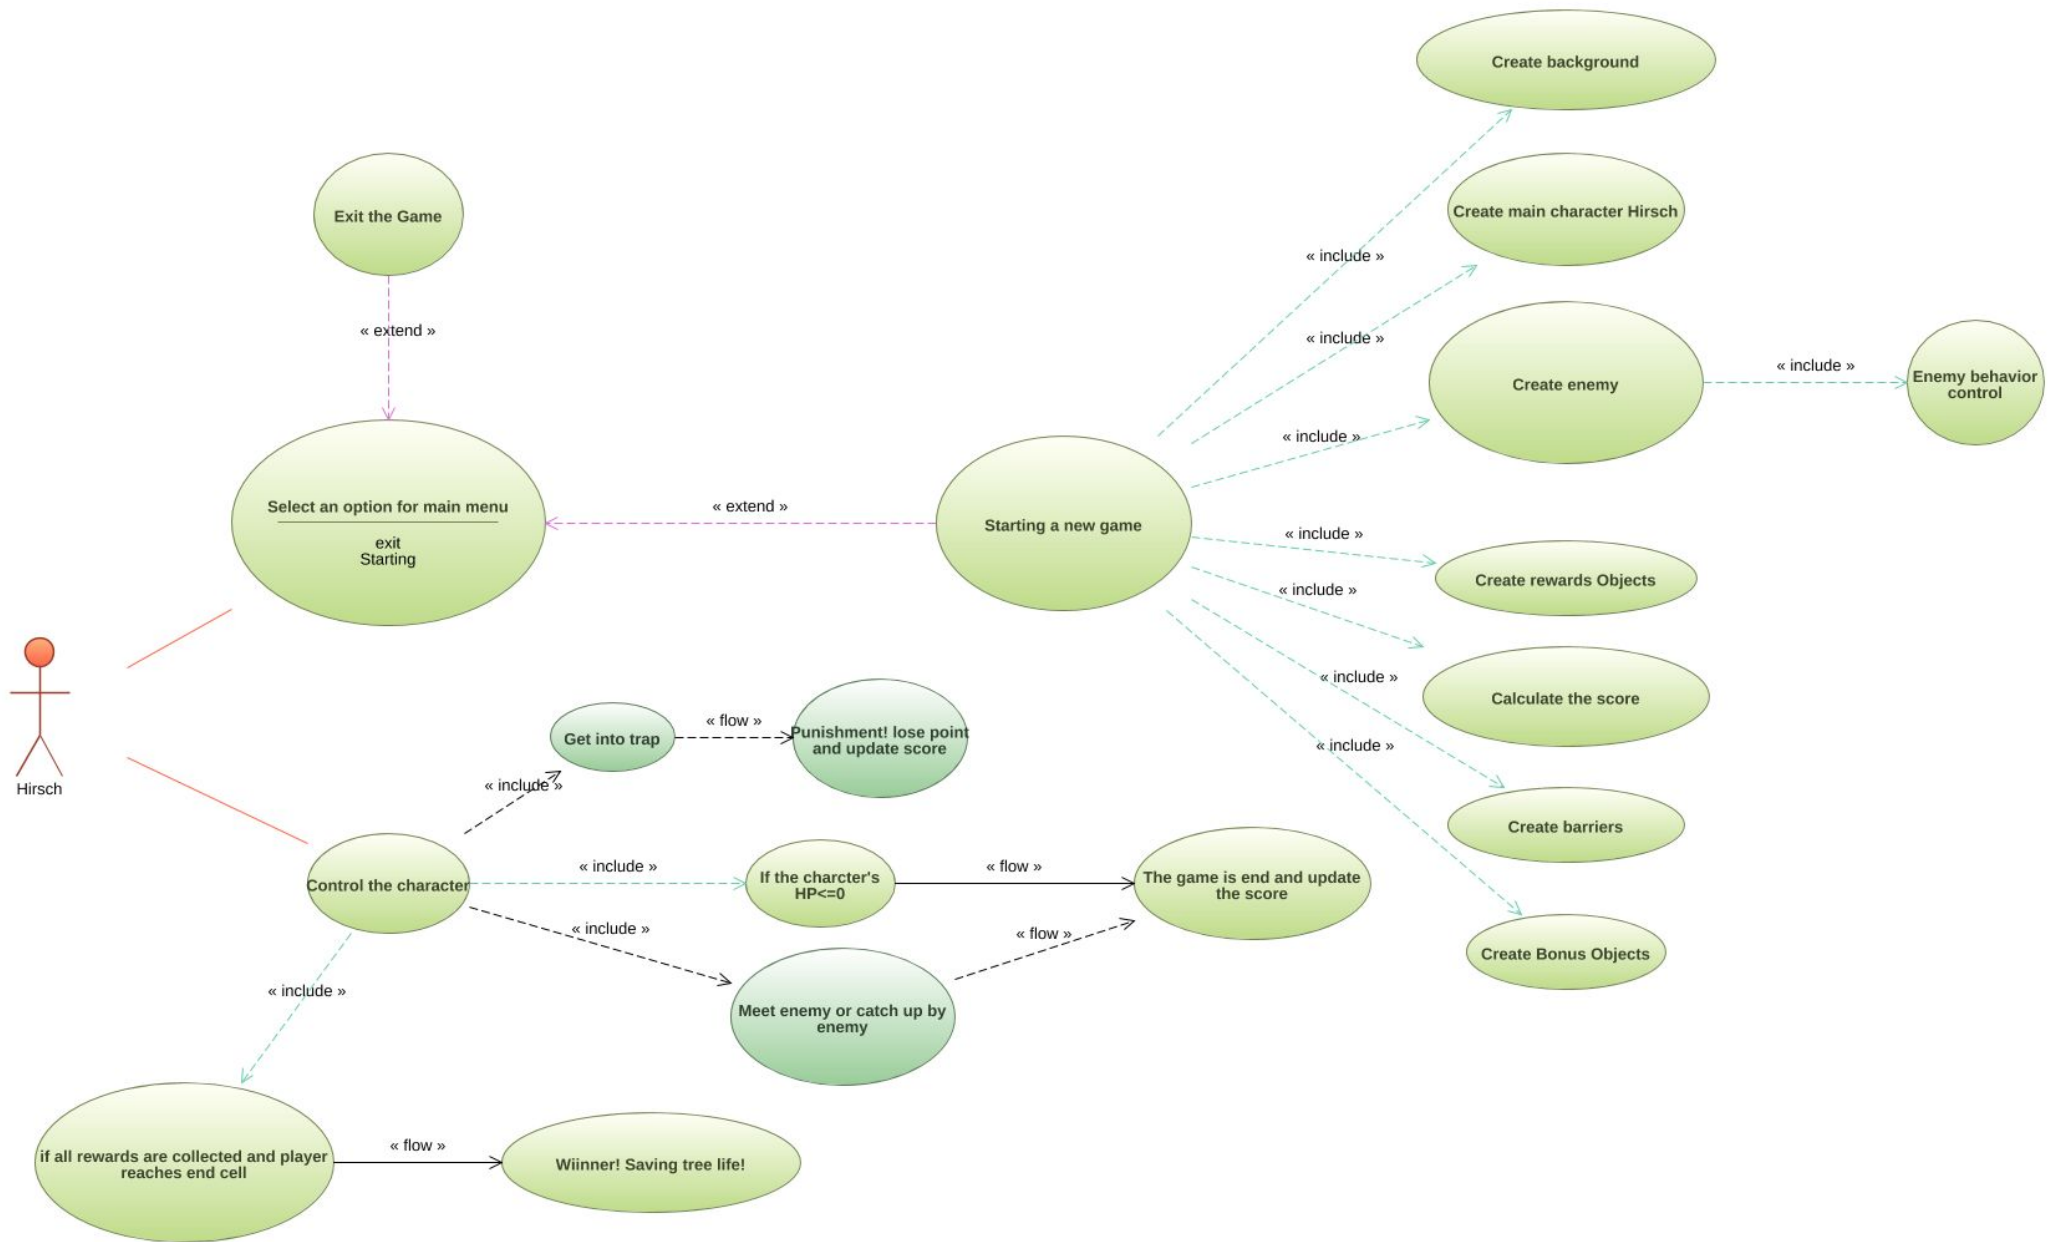 Create background
Exit the Game
Create main character Hirsch
« include »
« extend »
« include »
Create enemy
« include »
Enemy behavior
control
« include »
Select an option for main menu
exit
Starting
« extend »
Starting a new game
« include »
Create rewards Objects
« include »
« include »
Calculate the score
« include »
Create barriers
Create Bonus Objects
Hirsch
Get into trap
« flow »
Punishment! lose point
and update score
« include »
Control the character
« include »
If the charcter's
HP<=0
« flow »
The game is end and update
the score
« include »
« flow »
Meet enemy or catch up by
enemy
« include »
if all rewards are collected and player
reaches end cell
« flow »
Wiinner! Saving tree life!